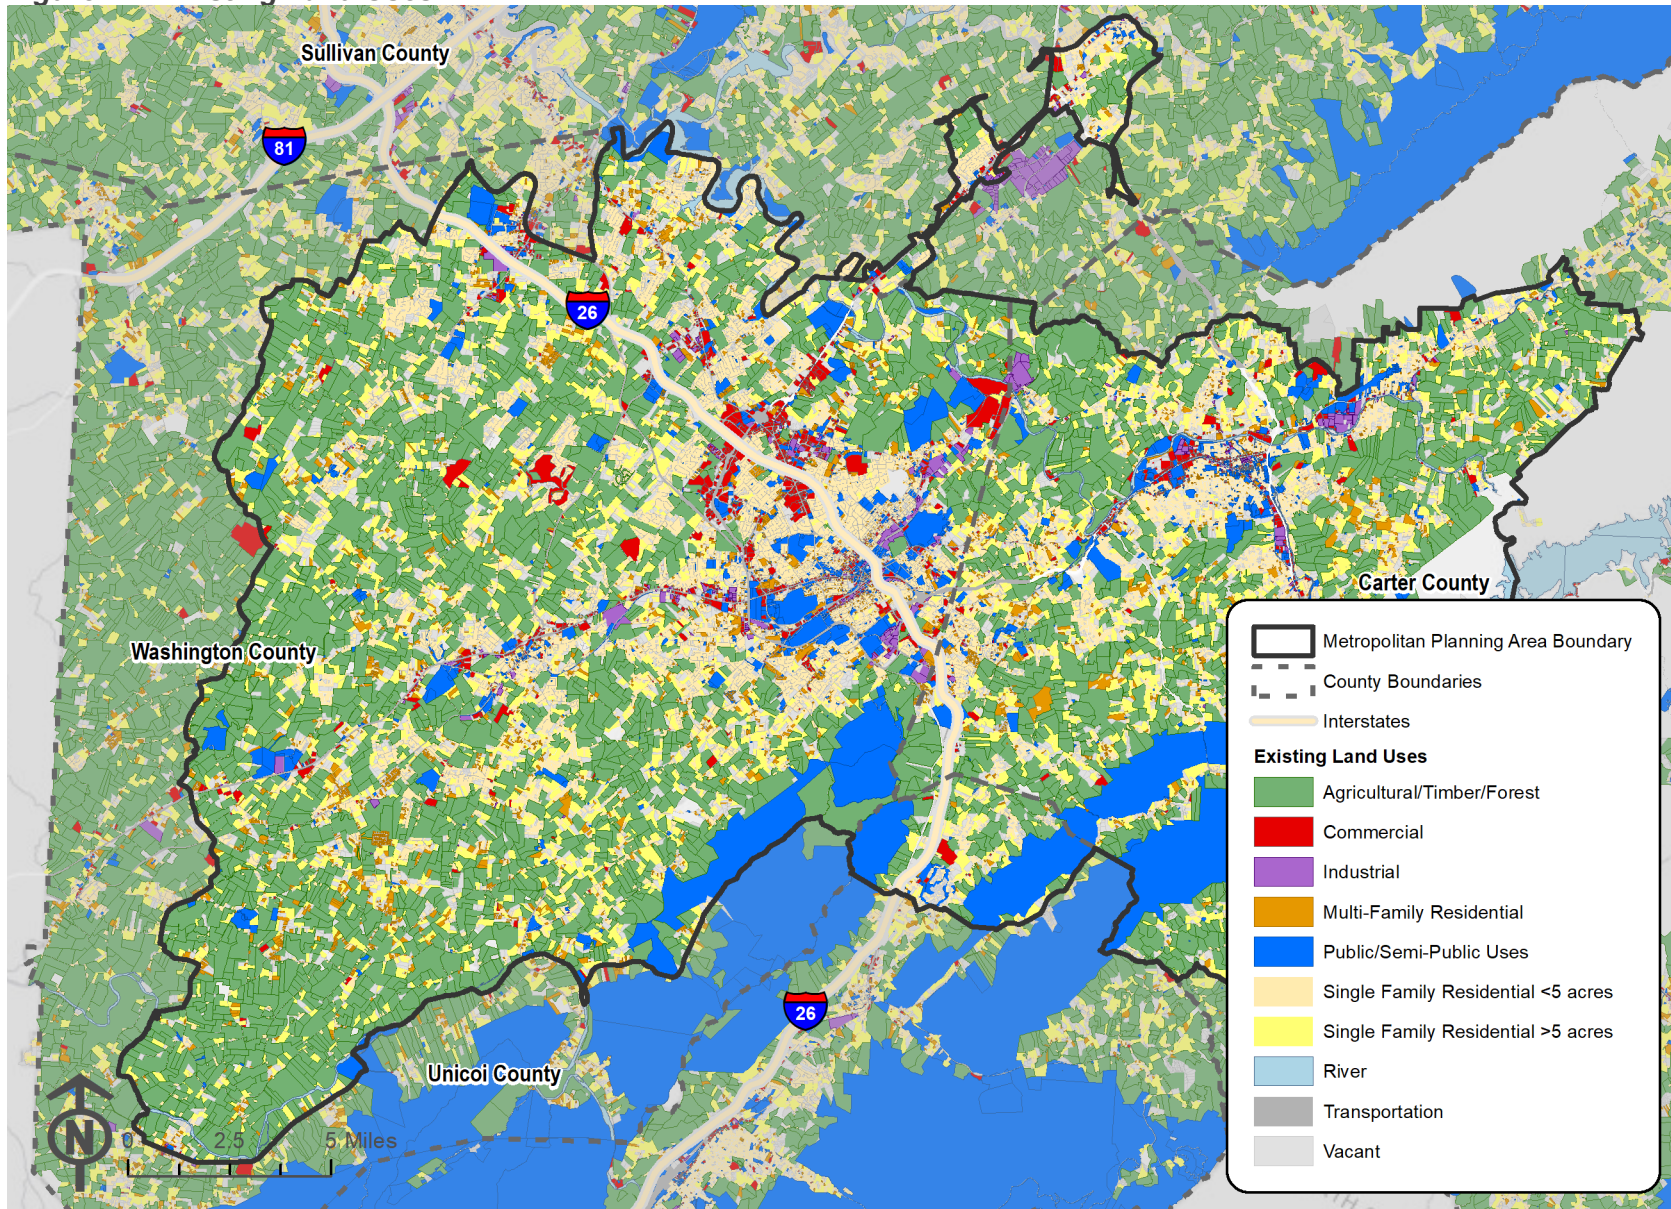 Sullivan County
81
26
Carter County
Washington County
Metropolitan Planning Area Boundary
County Boundaries
Interstates
Existing Land Uses
Agricultural/Timber/Forest
Commercial
Industrial
Multi-Family Residential
Public/Semi-Public Uses
Single Family Residential <5 acres
Single Family Residential >5 acres
River
Transportation
Vacant
26
Unicoi County
N
0 2.5 5 Miles